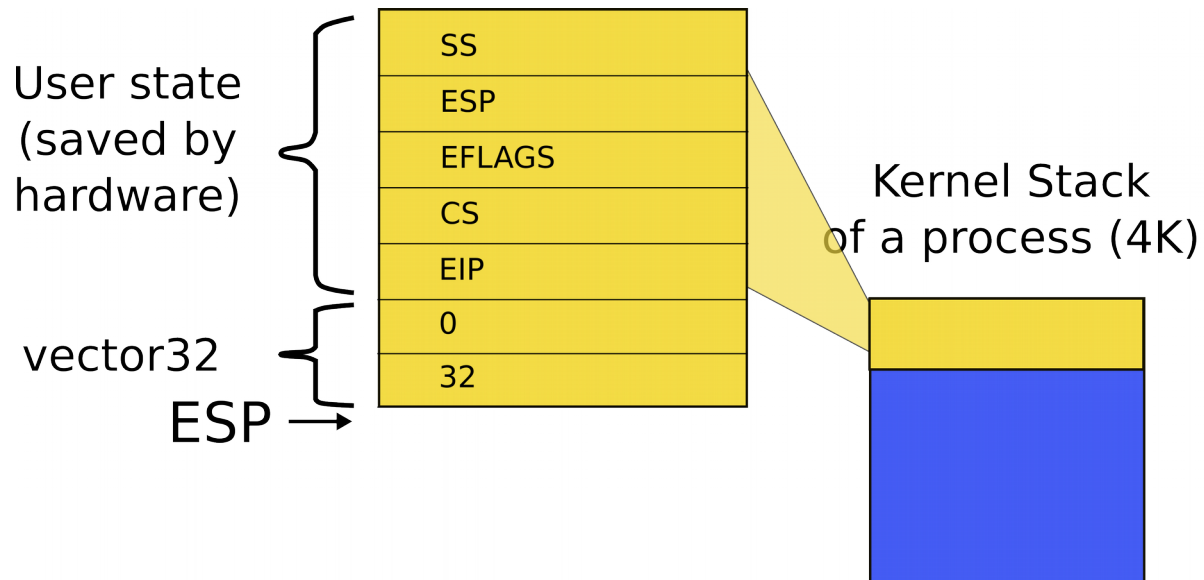 User state
(saved by
hardware)
SS
ESP
EFLAGS
CS
EIP
vector32
0
32
ESP
Kernel Stack
of a process (4K)